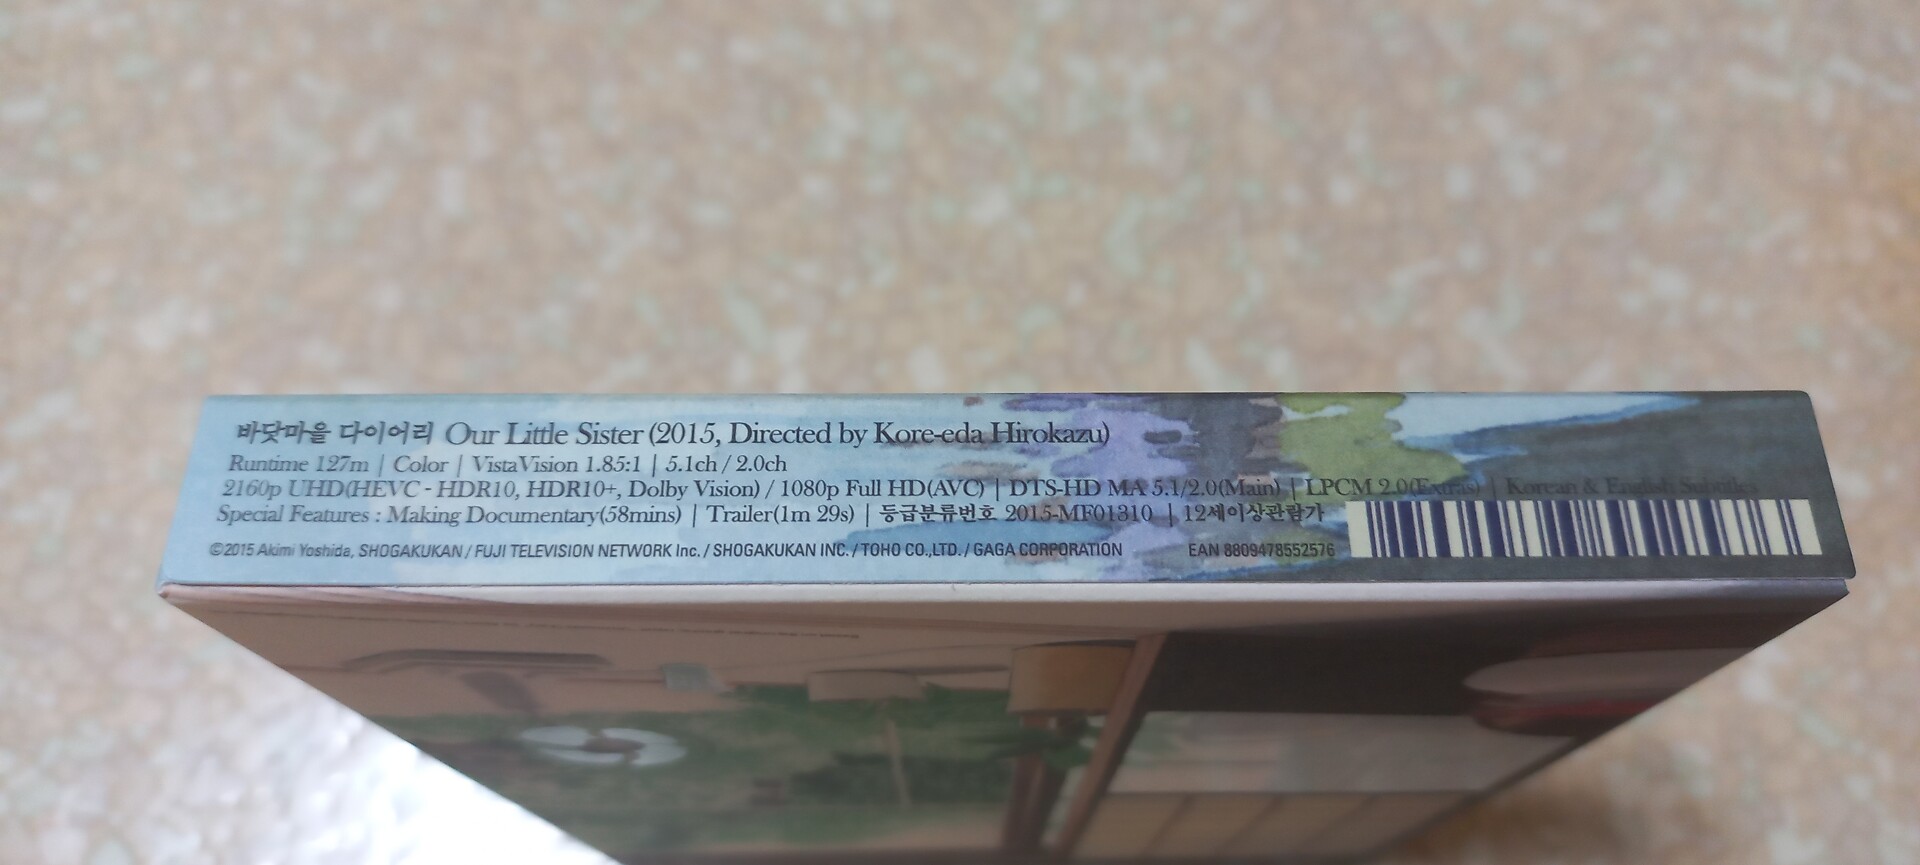 바닷마을 다이어리 Our Little Sister (2015, Directed by Kore-eda Hirokazu)
Runtime 127m | Color | VistaVision 1.85:1 | 5.1ch / 2.0ch
2160p UHD(HEVC - HDR10, HDR10+, Dolby Vision) / 1080p Full HD(AVC) | DTS-HD MA 5.1/2.0(Main) | LPCM 2.0(Extras) | Korean & English Subtitles
Special Features : Making Documentary(58mins) | Trailer(1m 29s) | 등급분류번호 2015-MF01310 | 12세이상관람가
©2015 Akimi Yoshida, SHOGAKUKAN / FUJI TELEVISION NETWORK Inc. / SHOGAKUKAN INC. / TOHO CO.,LTD. / GAGA CORPORATION EAN 8809478552576